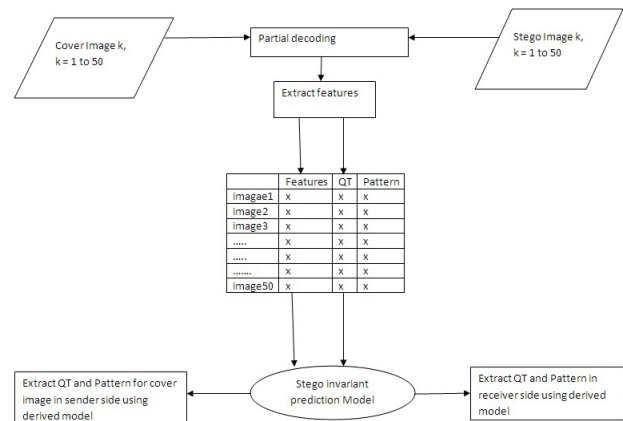 Cover Image k,
k = 1 to 50
Partial decoding
Stego Image k,
k = 1 to 50
Extract features
Features QT Pattern
imagae1 x x x
image2 x x x
image3 x x x
..... x x x
..... x x x
....... x x x
image50 x x x
Extract QT and Pattern for cover
image in sender side using
derived model
Stego invariant
prediction Model
Extract QT and Pattern in
receiver side using derived
model